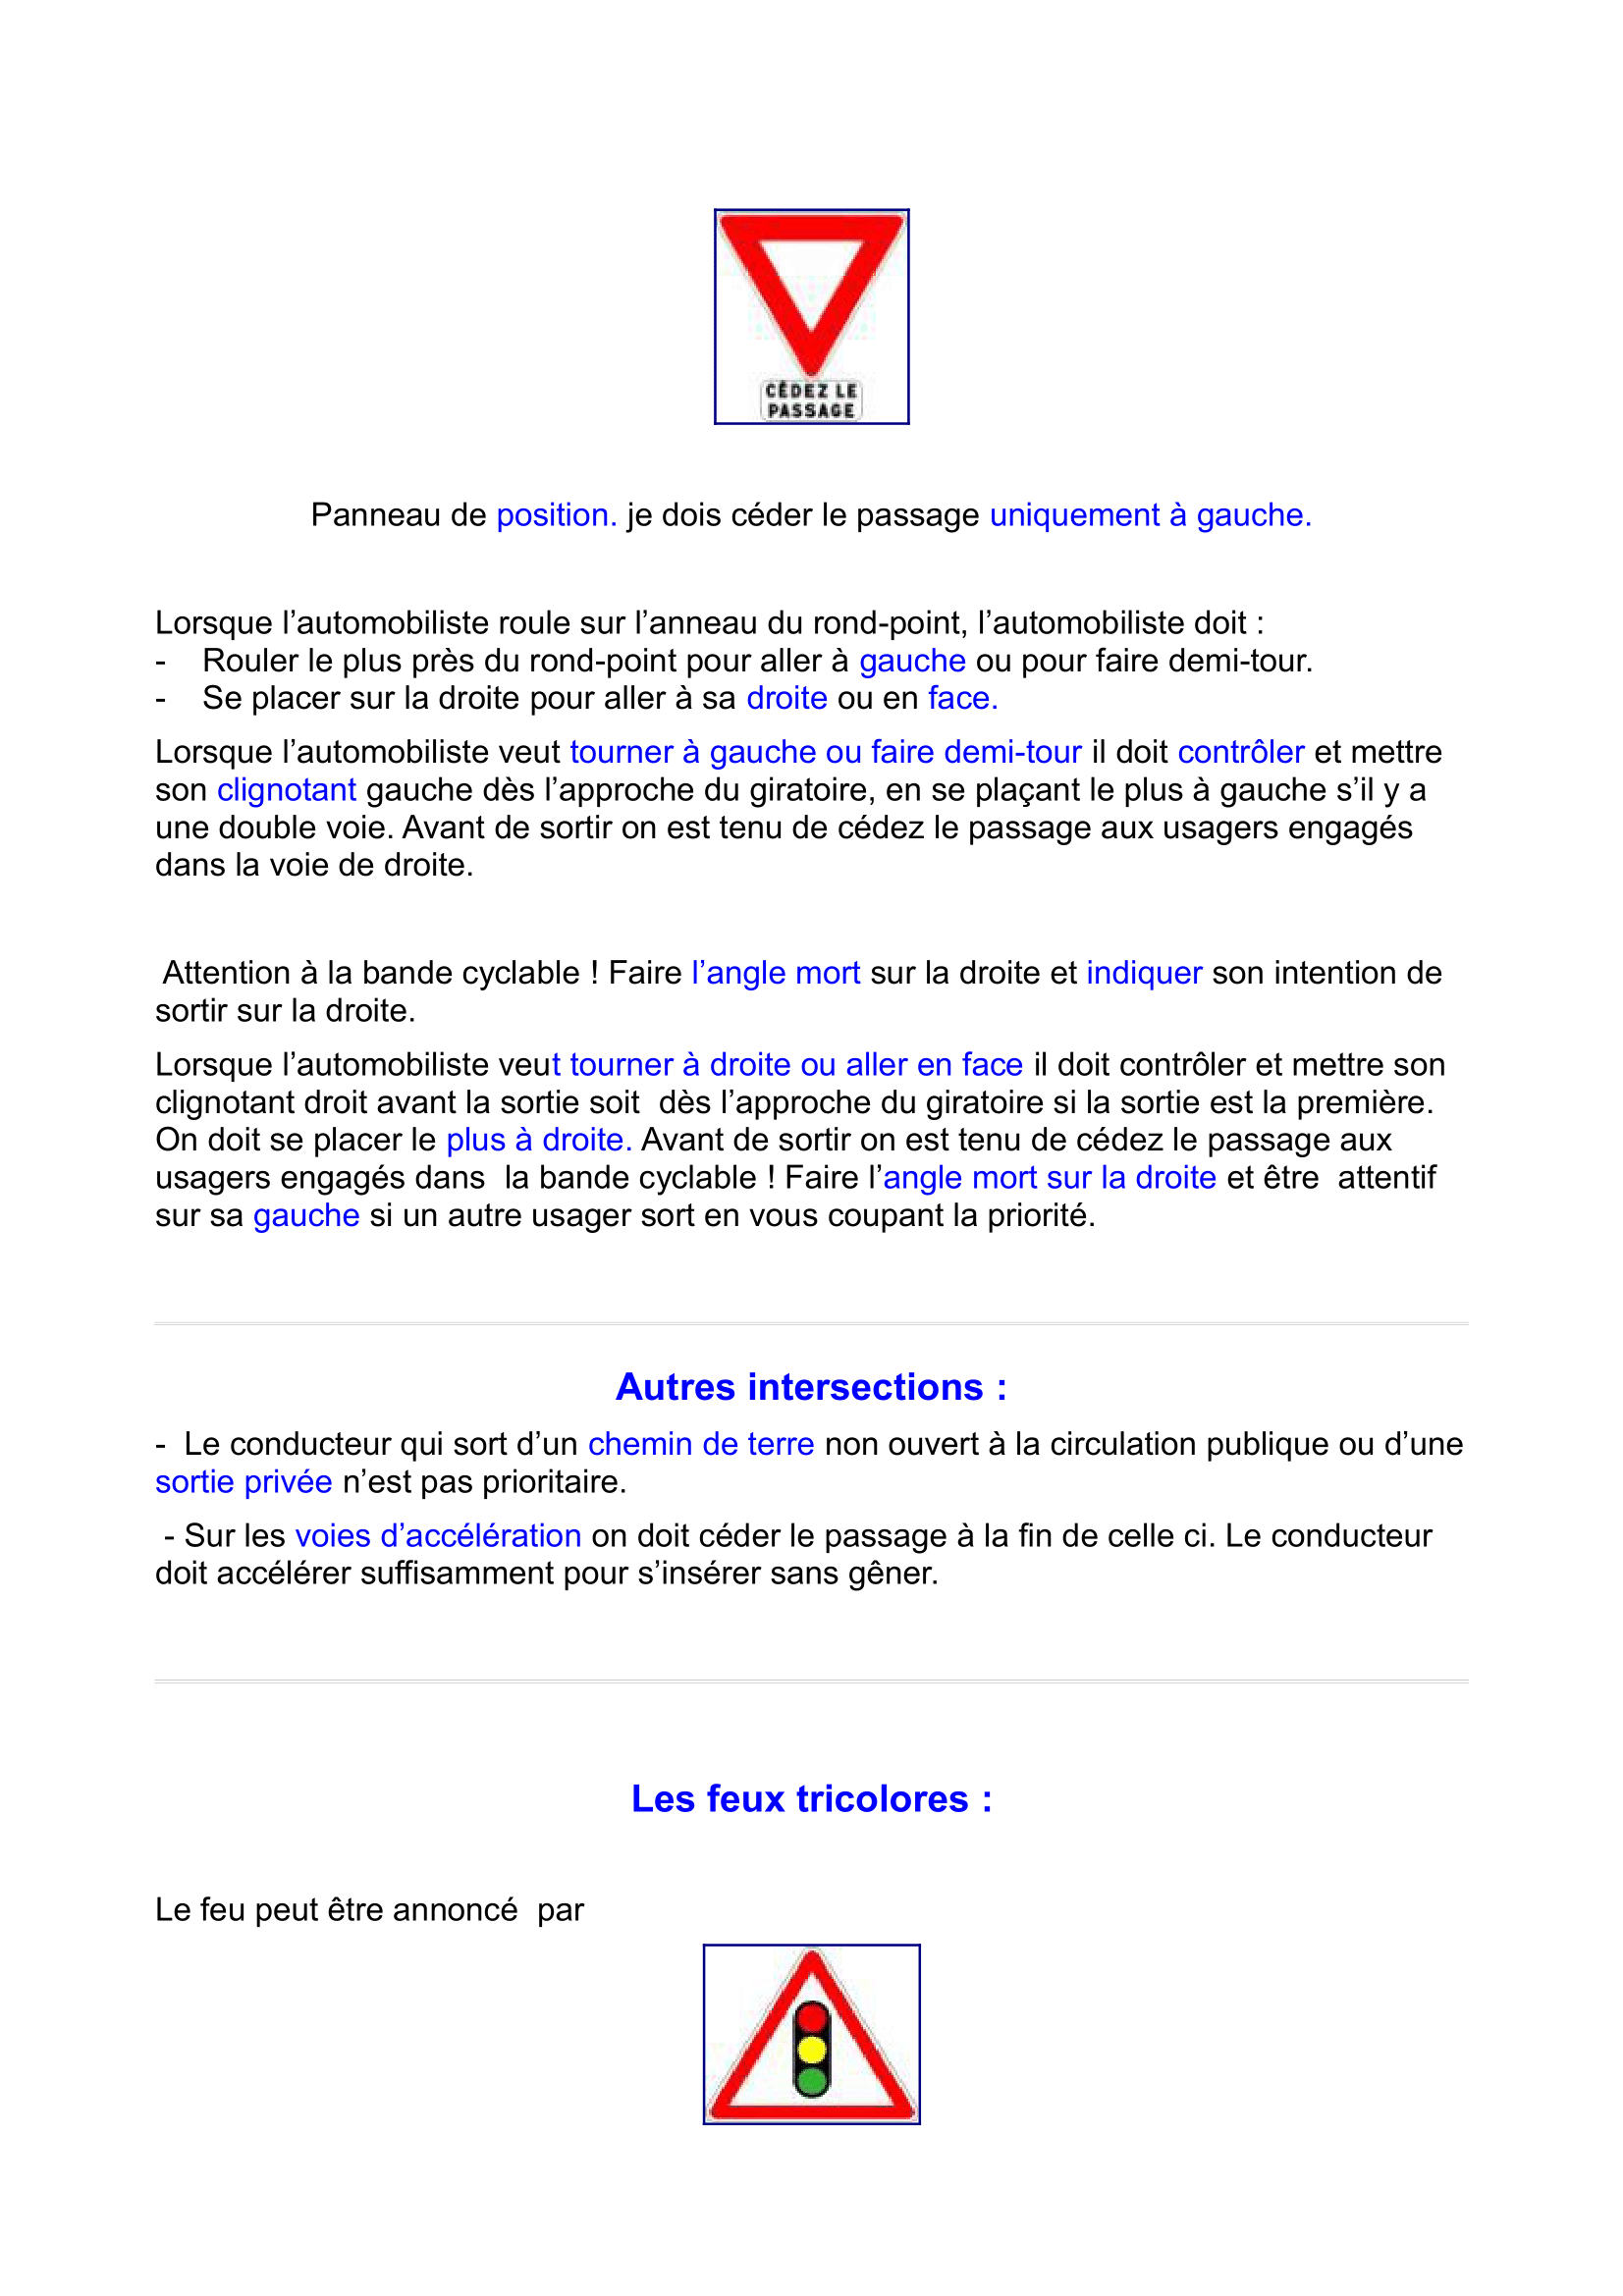 CÉDEZ LE
PASSAGE
Panneau de position. je dois céder le passage uniquement à gauche.
Lorsque l’automobiliste roule sur l’anneau du rond-point, l’automobiliste doit :
- Rouler le plus près du rond-point pour aller à gauche ou pour faire demi-tour.
- Se placer sur la droite pour aller à sa droite ou en face.
Lorsque l’automobiliste veut tourner à gauche ou faire demi-tour il doit contrôler et mettre
son clignotant gauche dès l’approche du giratoire, en se plaçant le plus à gauche s’il y a
une double voie. Avant de sortir on est tenu de cédez le passage aux usagers engagés
dans la voie de droite.
Attention à la bande cyclable ! Faire l’angle mort sur la droite et indiquer son intention de
sortir sur la droite.
Lorsque l’automobiliste veut tourner à droite ou aller en face il doit contrôler et mettre son
clignotant droit avant la sortie soit  dès l’approche du giratoire si la sortie est la première.
On doit se placer le plus à droite. Avant de sortir on est tenu de cédez le passage aux
usagers engagés dans  la bande cyclable ! Faire l’angle mort sur la droite et être  attentif
sur sa gauche si un autre usager sort en vous coupant la priorité.
Autres intersections :
-  Le conducteur qui sort d’un chemin de terre non ouvert à la circulation publique ou d’une
sortie privée n’est pas prioritaire.
- Sur les voies d’accélération on doit céder le passage à la fin de celle ci. Le conducteur
doit accélérer suffisamment pour s’insérer sans gêner.
Les feux tricolores :
Le feu peut être annoncé  par